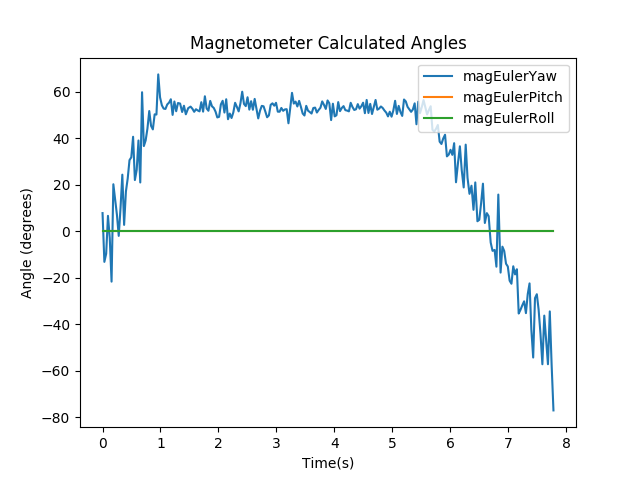 Magnetometer Calculated Angles
magEulerYaw
magEulerPitch
magEulerRoll
Angle (degrees)
60
40
20
0
−20
−40
−60
−80
0 1 2 3 4 5 6 7 8
Time(s)